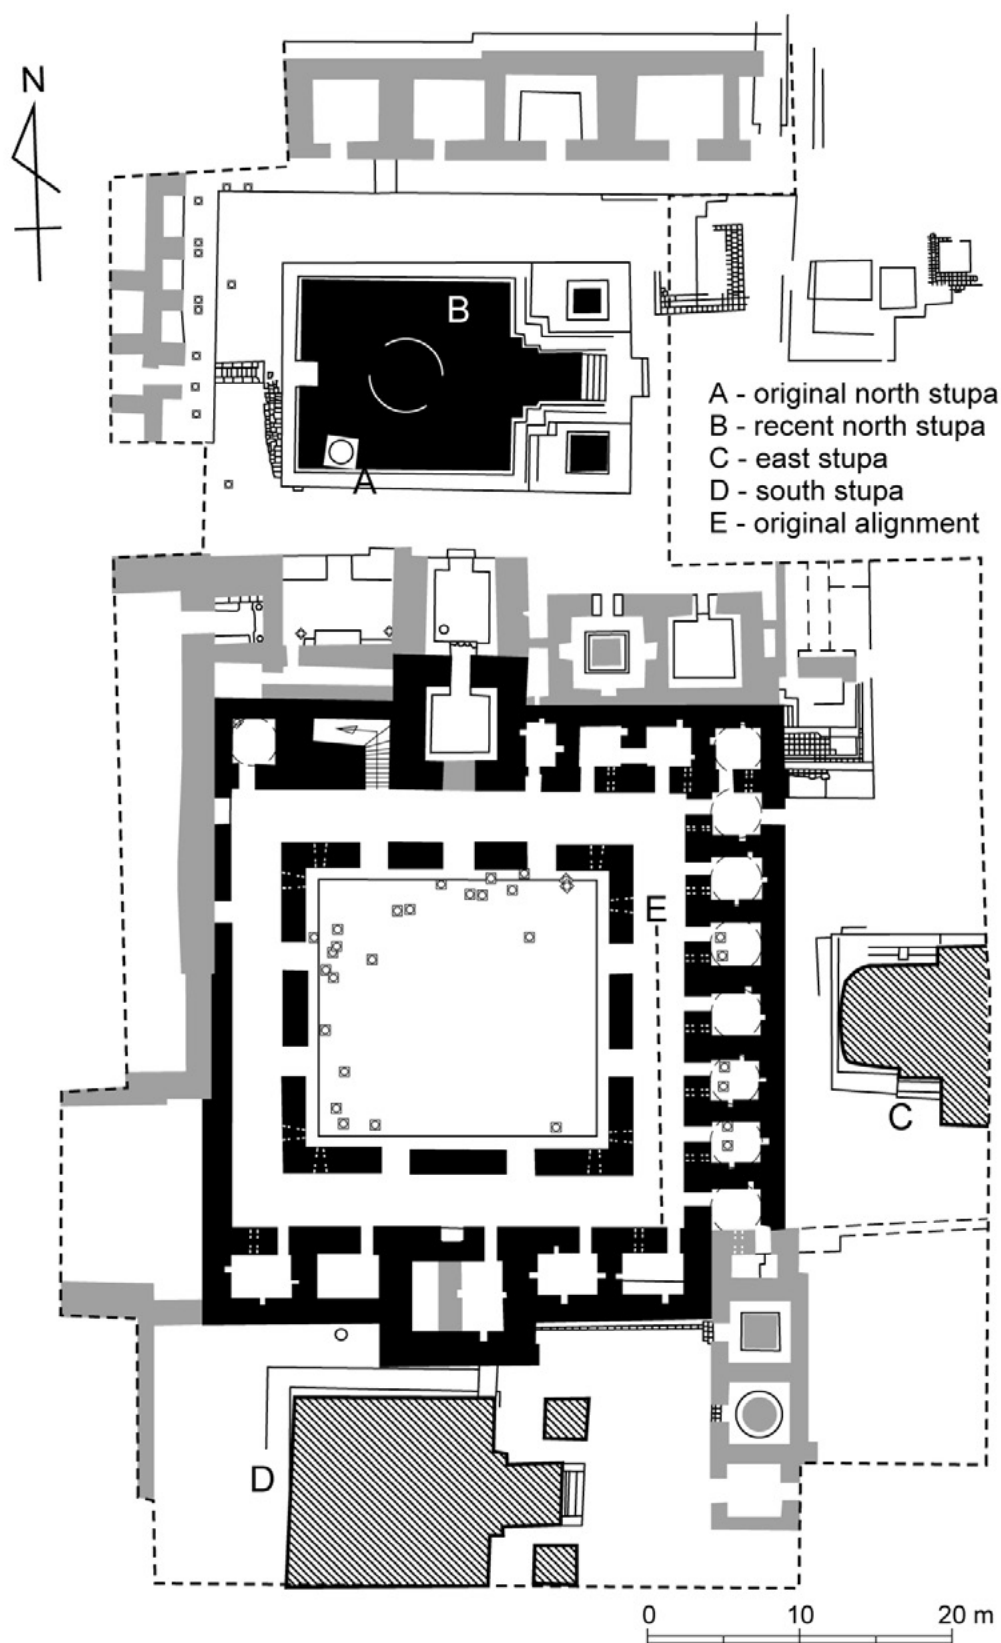 N
B
A
A - original north stupa
B - recent north stupa
C - east stupa
D - south stupa
E - original alignment
E
C
D
0 10 20 m